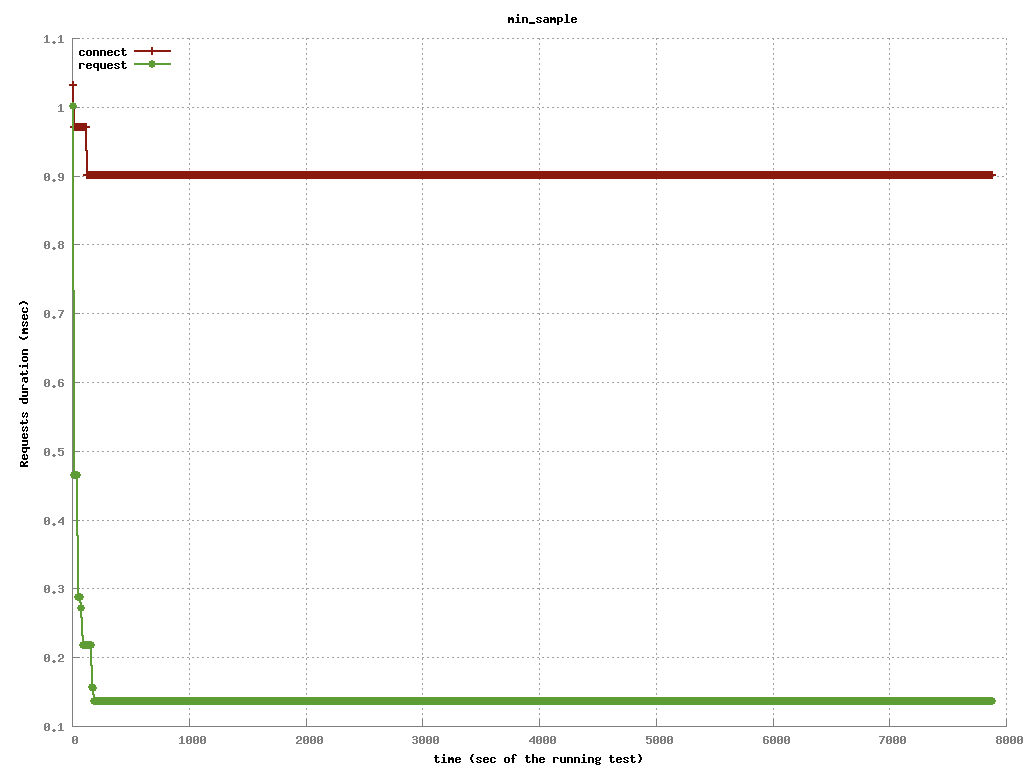 min_sample
connect
request
1.1
1
0.9
0.8
0.7
0.6
0.5
0.4
0.3
0.2
0.1
Requests duration (msec)
0 1000 2000 3000 4000 5000 6000 7000 8000
time (sec of the running test)